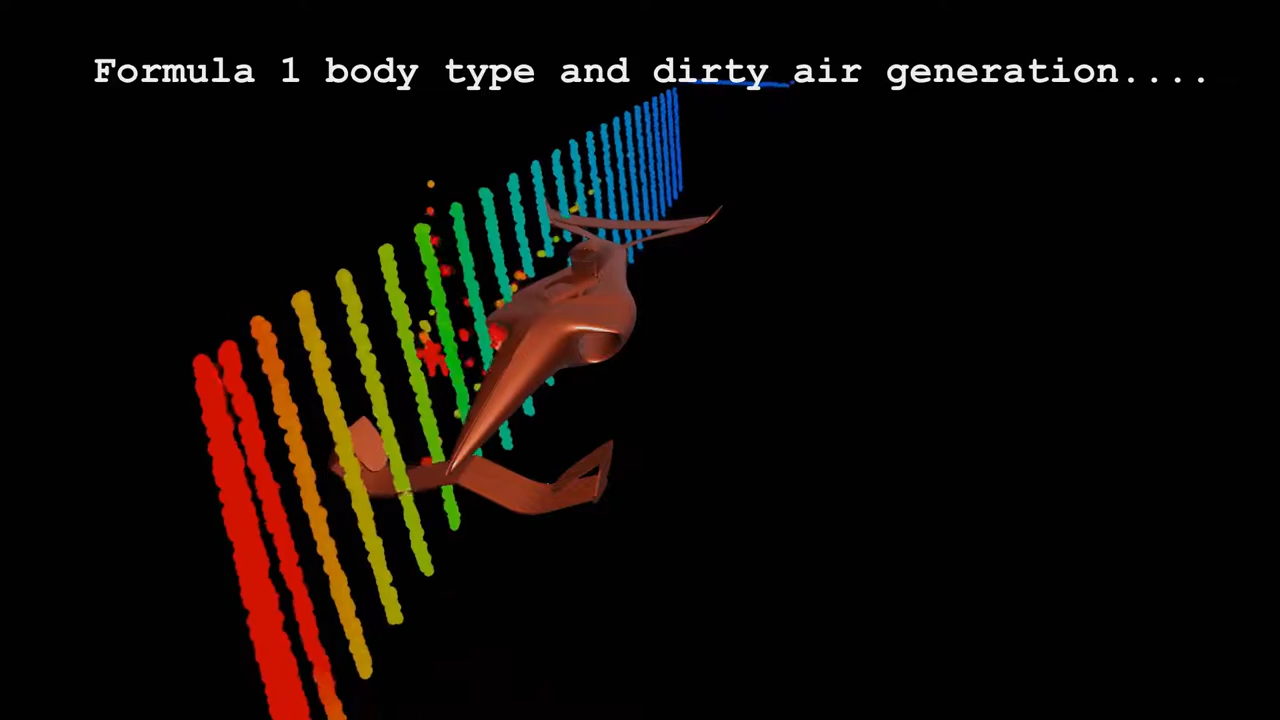 Formula 1 body type and dirty air generation....